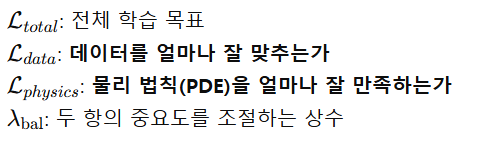 𝓛_total: 전체 학습 목표
𝓛_data: 데이터를 얼마나 잘 맞추는가
𝓛_physics: 물리 법칙(PDE)을 얼마나 잘 만족하는가
λ_bal: 두 항의 중요도를 조절하는 상수